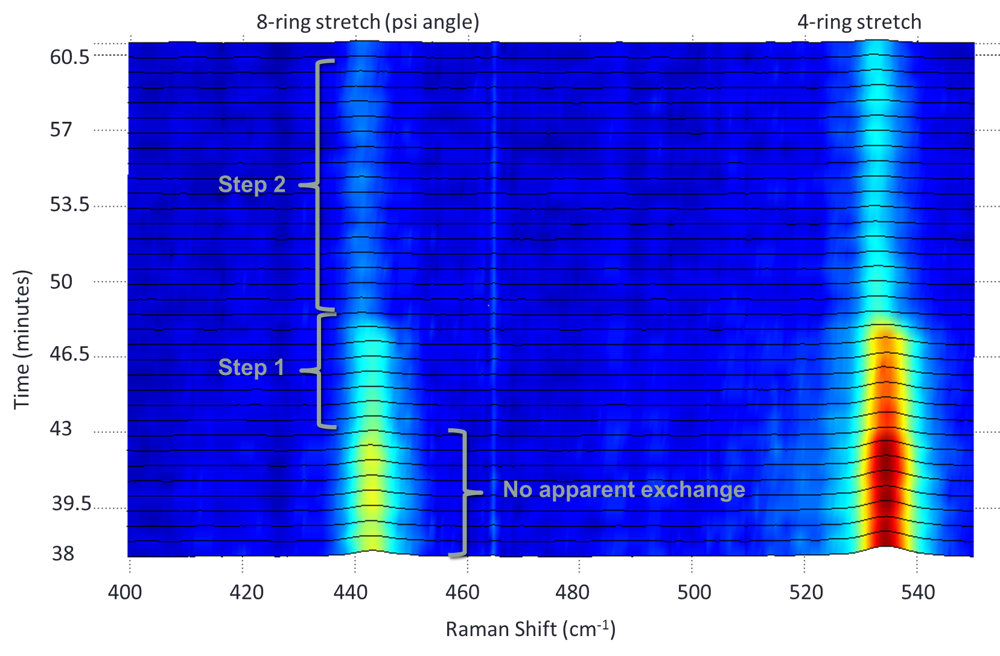 8-ring stretch (psi angle)
4-ring stretch
60.5
57
Step 2
53.5
50
46.5
Step 1
43
No apparent exchange
39.5
38
Time (minutes)
400 420 440 460 480 500 520 540
Raman Shift (cm-1)